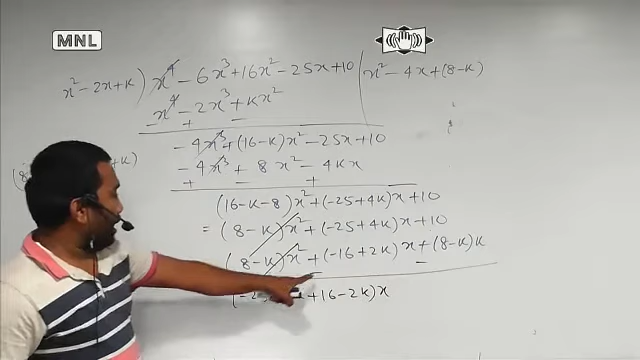 MNL
x² - 2x + k ) x⁴ - 6x³ + 16x² - 25x + 10 | x² - 4x + (8-k)
x⁴ - 2x³ + kx²
- + -
- 4x³ + (16-k)x² - 25x + 10
- 4x³ + 8x² - 4kx
+ - +
(16-k-8)x² + (-25+4k)x + 10
= (8-k)x² + (-25+4k)x + 10
(8-k)x² + (-16+2k)x + (8-k)k
- -
+16-2k)x